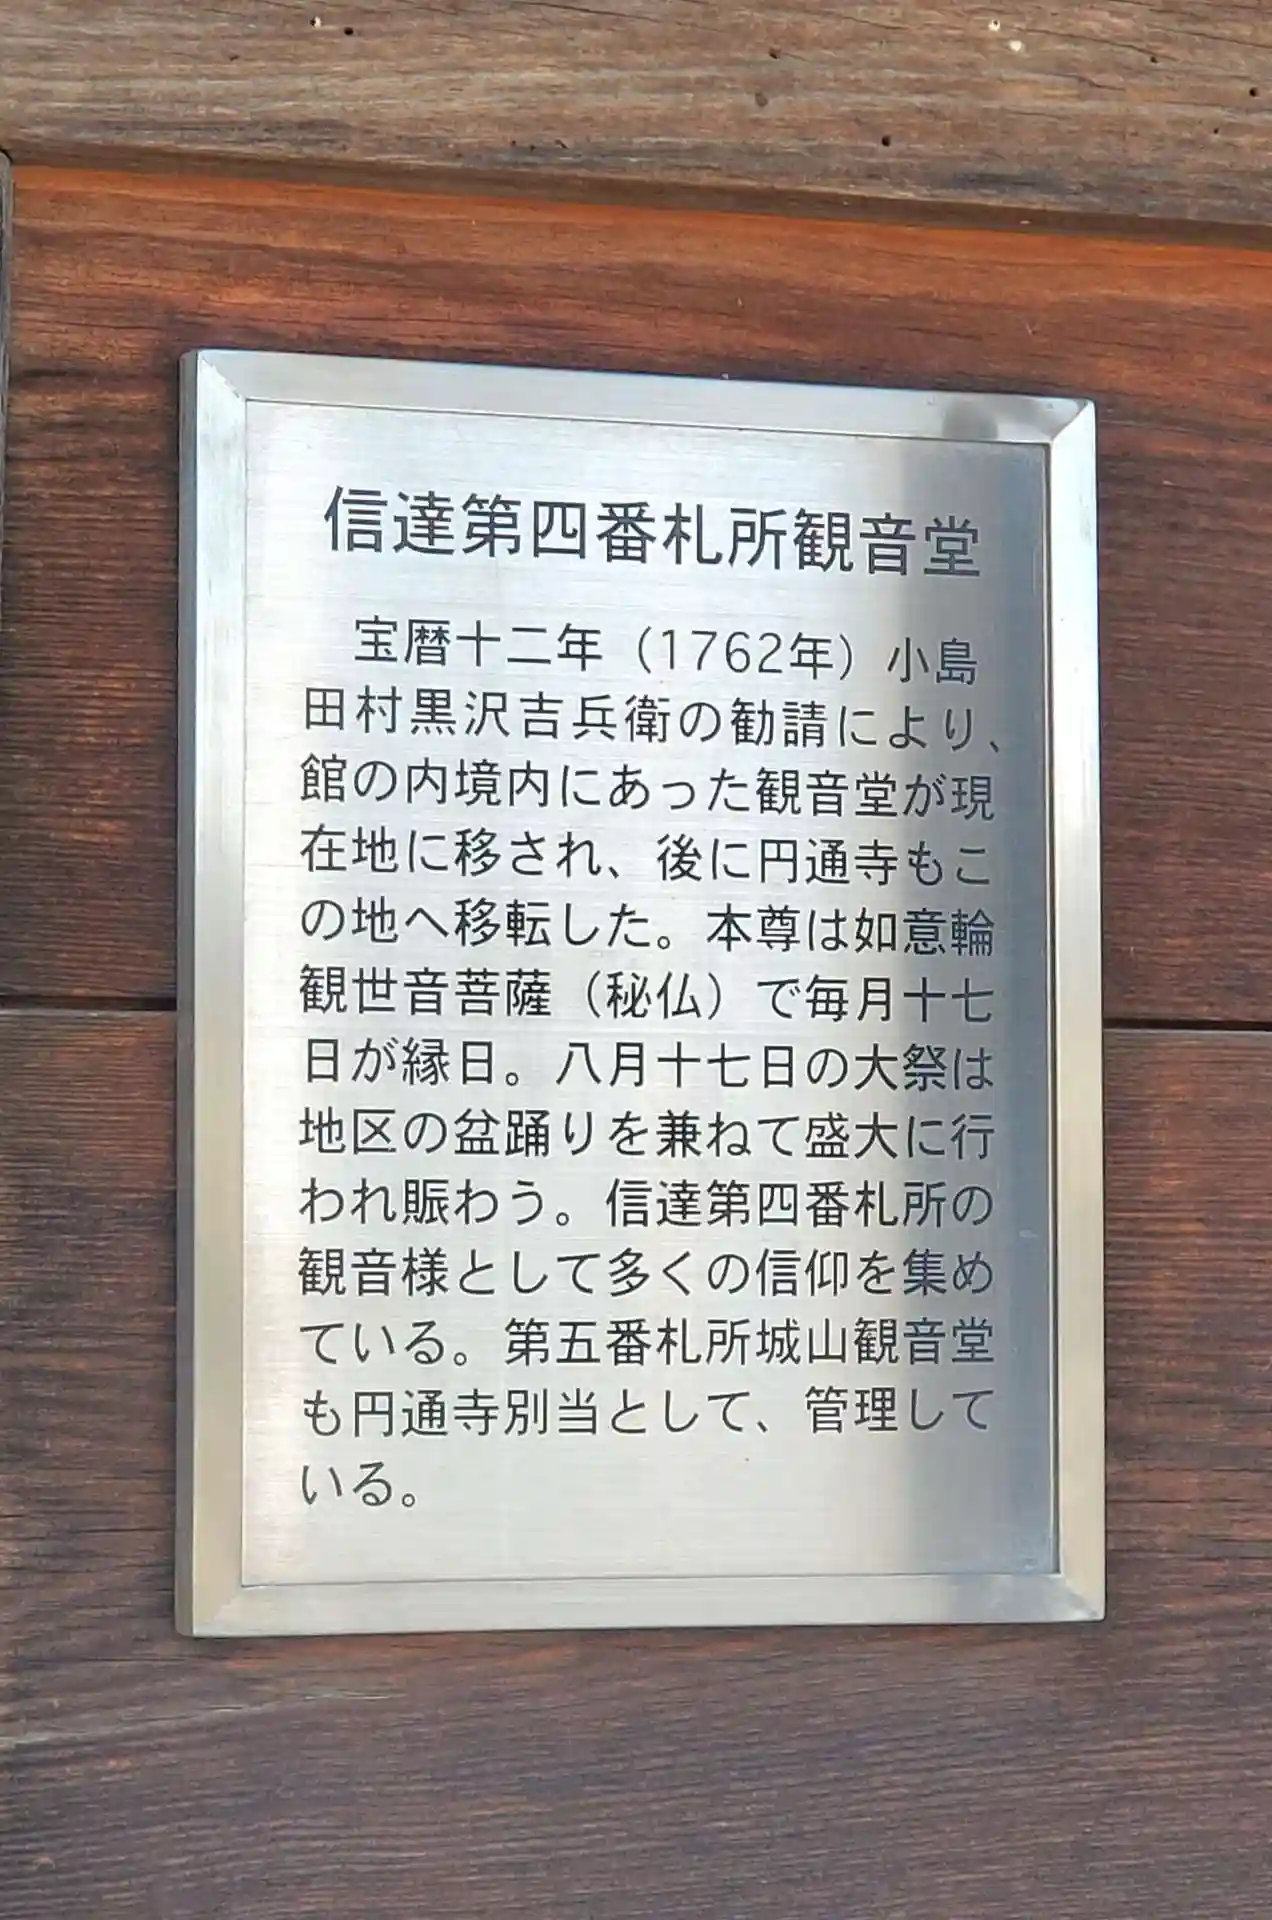 信達第四番札所観音堂
宝暦十二年（1762年）小島
田村黒沢吉兵衛の勧請により、
館の内境内にあった観音堂が現
在地に移され、後に円通寺もこ
の地へ移転した。本尊は如意輪
観世音菩薩（秘仏）で毎月十七
日が縁日。八月十七日の大祭は
地区の盆踊りを兼ねて盛大に行
われ賑わう。信達第四番札所の
観音様として多くの信仰を集め
ている。第五番札所城山観音堂
も円通寺別当として、管理して
いる。